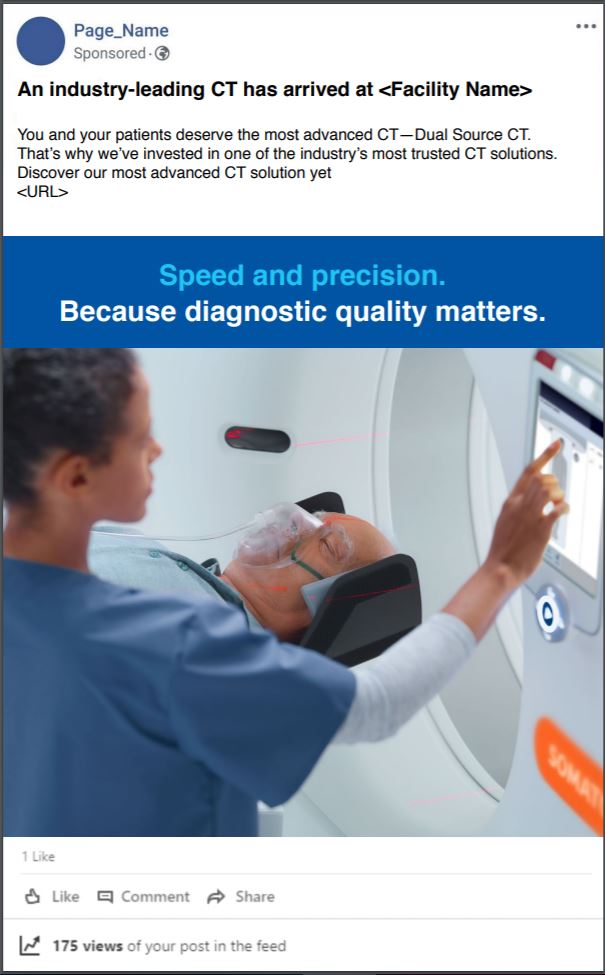 Page_Name
Sponsored ·
An industry-leading CT has arrived at <Facility Name>
You and your patients deserve the most advanced CT—Dual Source CT.
That's why we've invested in one of the industry's most trusted CT solutions.
Discover our most advanced CT solution yet
<URL>
Speed and precision.
Because diagnostic quality matters.
SOMAT
1 Like
Like Comment Share
175 views of your post in the feed